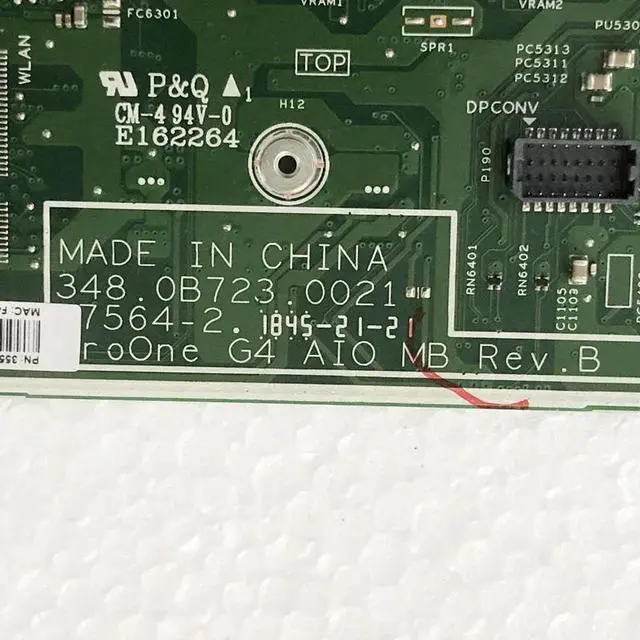 VRAM1
VRAM2
FC6301
WLAN
TOP
SPR1
PU530
PC5313
PC5311
PC5312
P&Q 1
CM-4 94V-0
E162264
H12
DPCONV
P190
RN6401
RN6402
C1105
C1103
MADE IN CHINA
348.0B723.0021
7564-2. 1845-21-21
roOne G4 AIO MB Rev.B
PN: 355
MAC: F